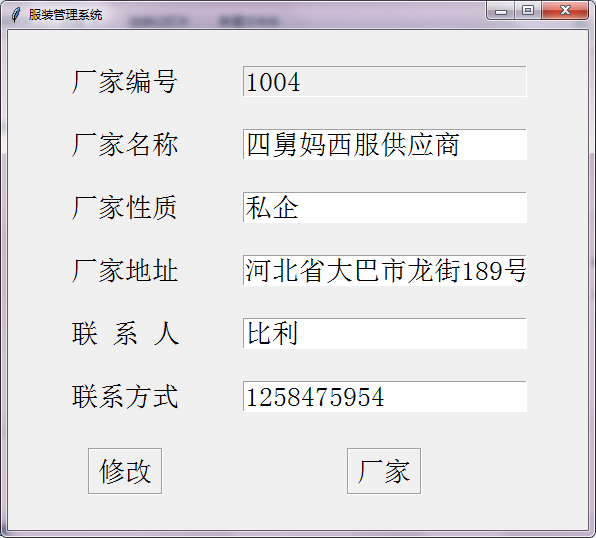 服装管理系统
厂家编号 1004
厂家名称 四舅妈西服供应商
厂家性质 私企
厂家地址 河北省大巴市龙街189号
联 系 人 比利
联系方式 1258475954
修改 厂家